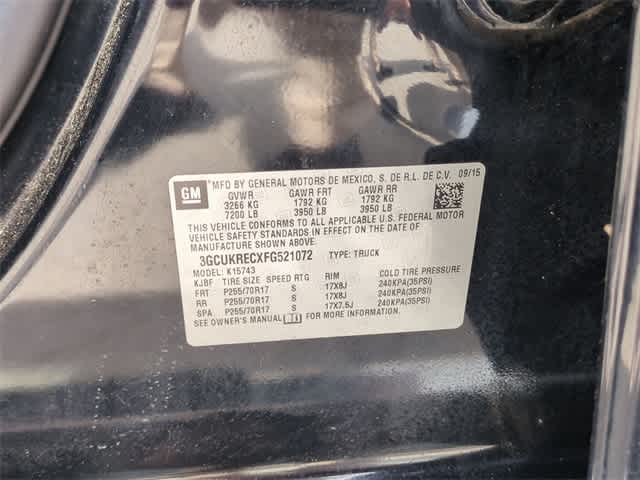 GM
MFD BY GENERAL MOTORS DE MEXICO, S. DE R.L. DE C.V. 09/15
GVWR GAWR FRT GAWR RR
3266 KG 1792 KG 1792 KG
7200 LB 3950 LB 3950 LB
THIS VEHICLE CONFORMS TO ALL APPLICABLE U.S. FEDERAL MOTOR
VEHICLE SAFETY STANDARDS IN EFFECT ON THE DATE OF
MANUFACTURE SHOWN ABOVE.
3GCUKRECXFG521072 TYPE: TRUCK
MODEL: K15743
KJBF TIRE SIZE SPEED RTG RIM COLD TIRE PRESSURE
FRT P255/70R17 S 17X8J 240KPA(35PSI)
RR P255/70R17 S 17X8J 240KPA(35PSI)
SPA P255/70R17 S 17X7.5J 240KPA(35PSI)
SEE OWNER'S MANUAL FOR MORE INFORMATION.